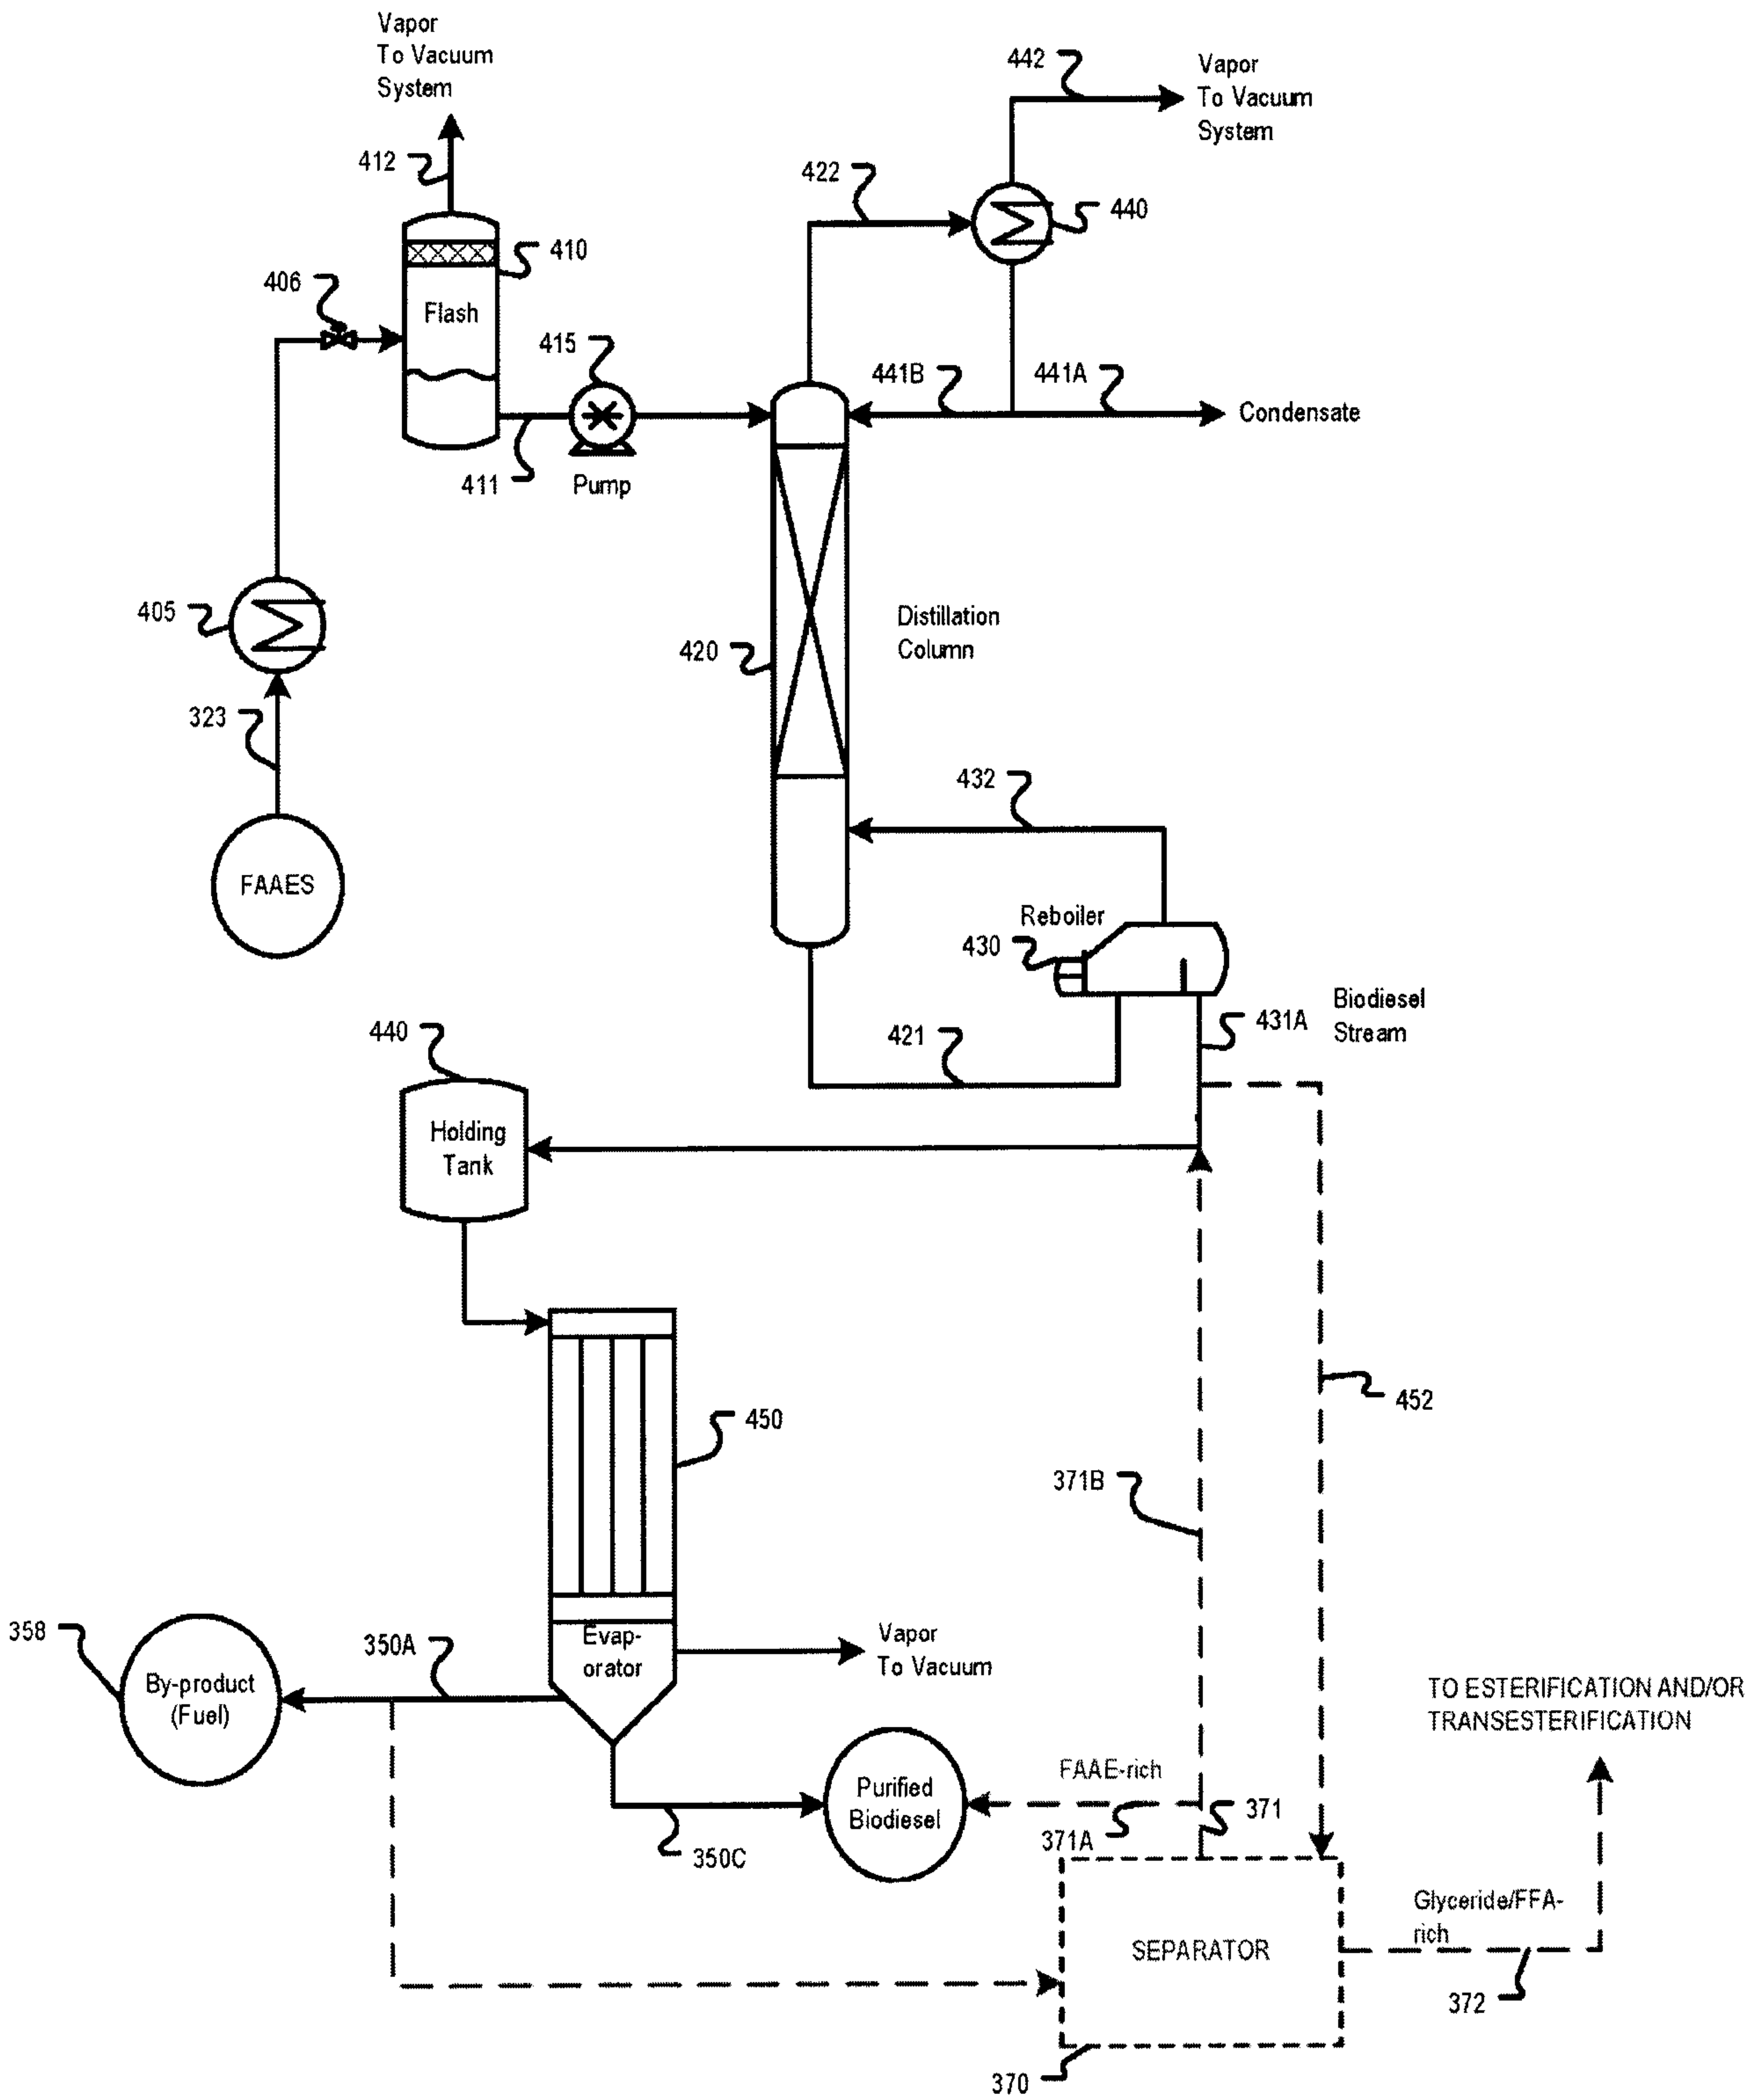 Vapor
To Vacuum
System
442
Vapor
To Vacuum
System
412
422
440
410
406
Flash
415
441B
441A
Condensate
411
Pump
405
Distillation
Column
420
323
432
FAAES
Reboiler
430
Biodiesel
Stream
431A
440
421
Holding
Tank
452
450
371B
358
350A
Evap-
orator
Vapor
To Vacuum
By-product
(Fuel)
TO ESTERIFICATION AND/OR
TRANSESTERIFICATION
FAAE-rich
Purified
Biodiesel
371
371A
350C
Glyceride/FFA-
rich
SEPARATOR
372
370